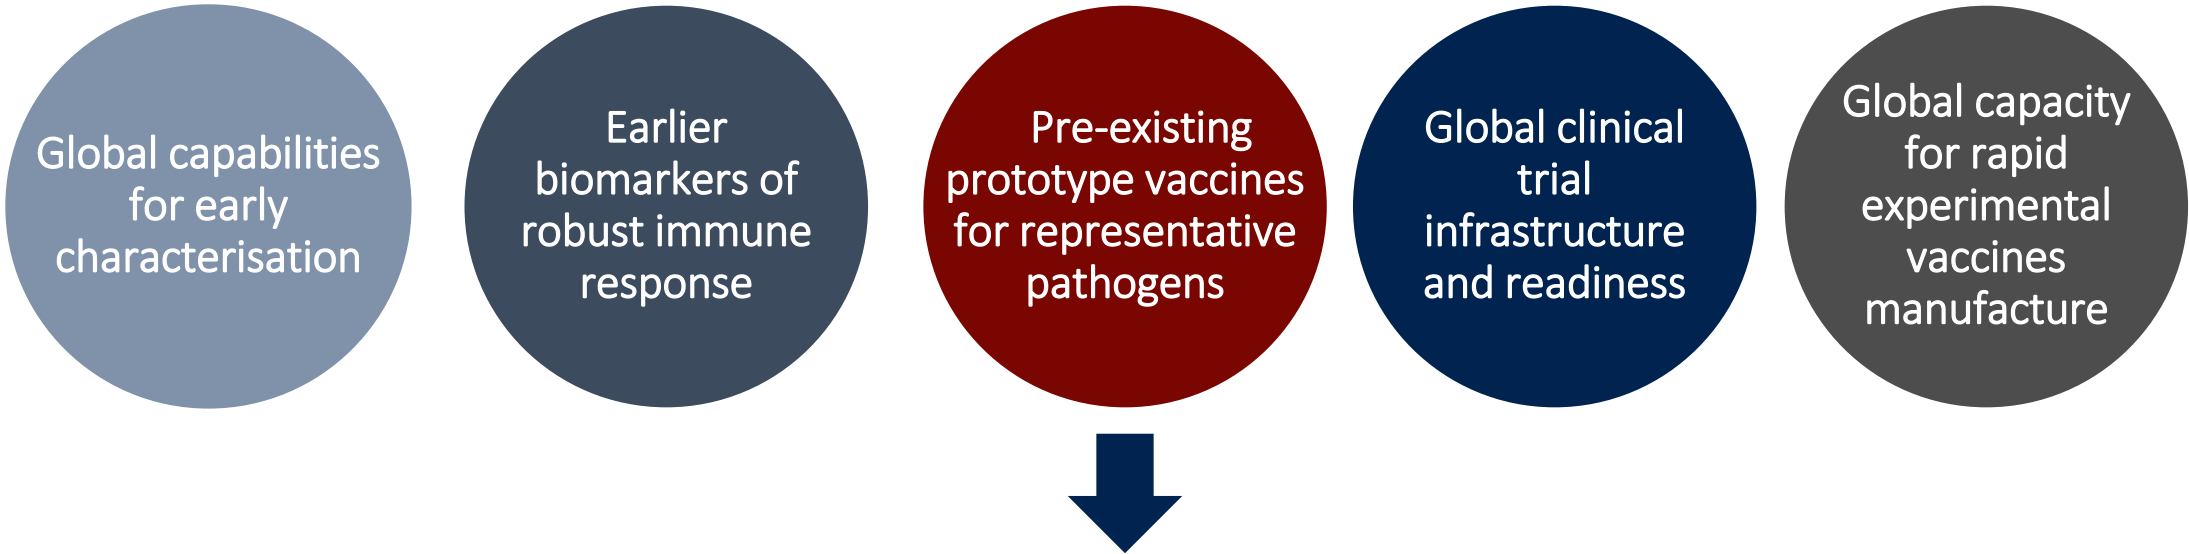 Global capabilities
for early
characterisation
Earlier
biomarkers of
robust immune
response
Pre-existing
prototype vaccines
for representative
pathogens
Global clinical
trial
infrastructure
and readiness
Global capacity
for rapid
experimental
vaccines
manufacture